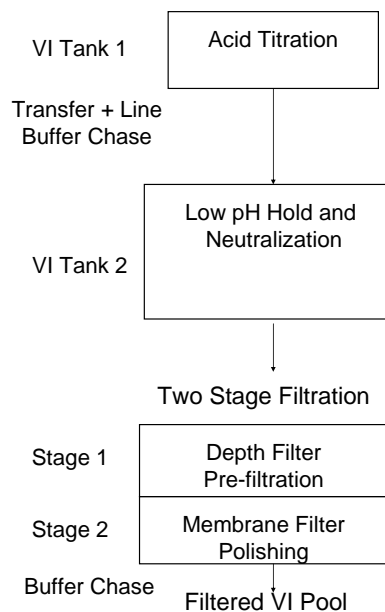 VI Tank 1
Acid Titration
Transfer + Line
Buffer Chase
Low pH Hold and
Neutralization
VI Tank 2
Two Stage Filtration
Stage 1
Depth Filter
Pre-filtration
Stage 2
Membrane Filter
Polishing
Buffer Chase
Filtered VI Pool